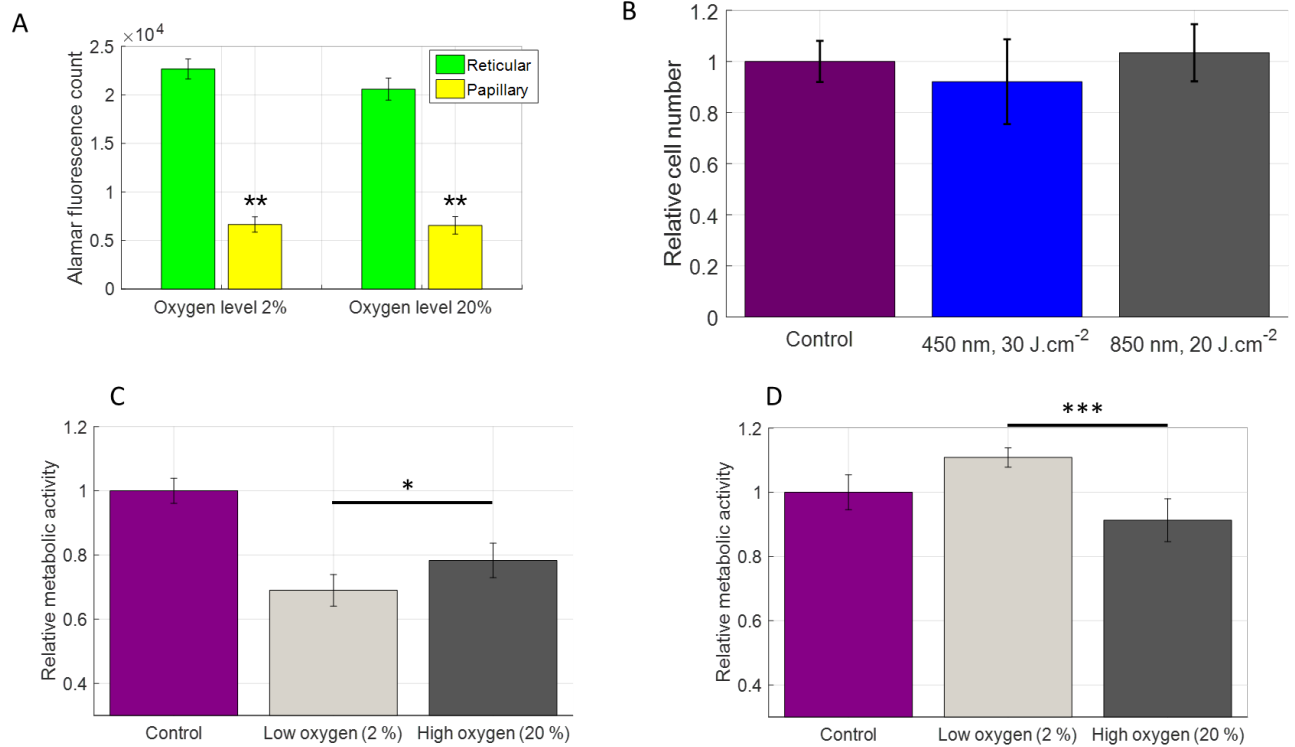 A
×10⁴
2.5
2
1.5
1
0.5
0
Alamar fluorescence count
Reticular
Papillary
**
**
Oxygen level 2%
Oxygen level 20%
B
1.2
1
0.8
0.6
0.4
0.2
0
Relative cell number
Control
450 nm, 30 J.cm⁻²
850 nm, 20 J.cm⁻²
C
1.2
1
0.8
0.6
0.4
Relative metabolic activity
*
Control
Low oxygen (2 %)
High oxygen (20 %)
D
1.2
1
0.8
0.6
0.4
Relative metabolic activity
***
Control
Low oxygen (2 %)
High oxygen (20 %)